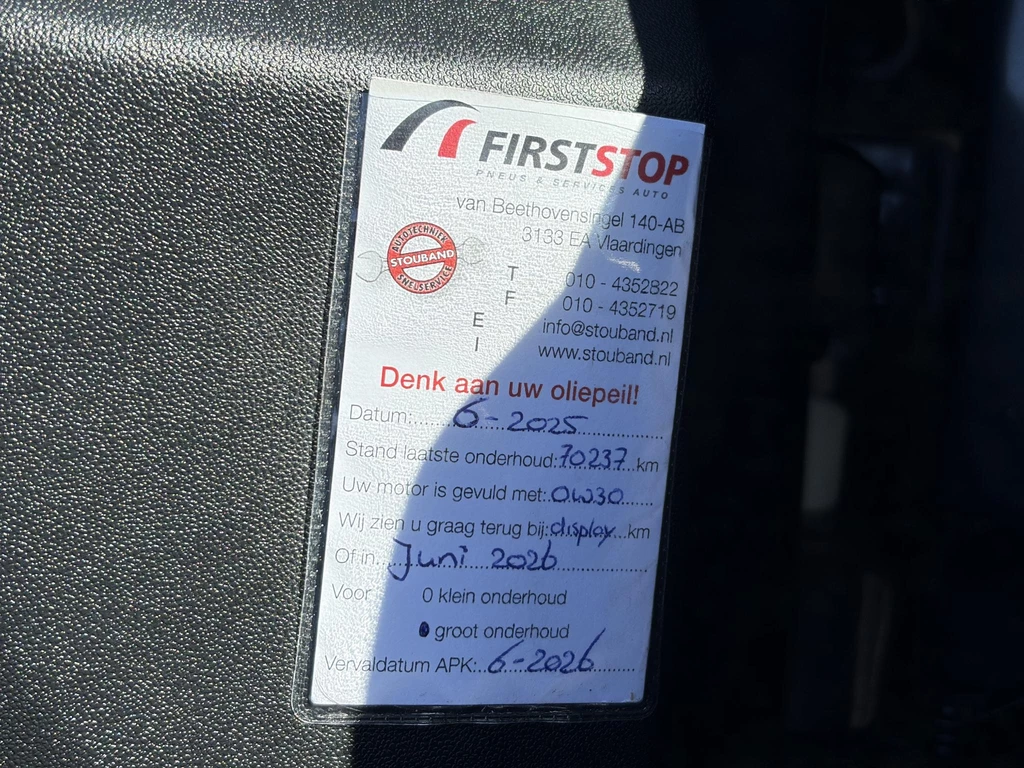 FIRSTSTOP
PNEUS & SERVICES AUTO
van Beethovensingel 140-AB
3133 EA Vlaardingen
AUTOTECHNIEK
STOUBAND
SNELSERVICE
T 010 - 4352822
F 010 - 4352719
E info@stouband.nl
I www.stouband.nl
Denk aan uw oliepeil!
Datum:......6-2025..............
Stand laatste onderhoud:70237...km
Uw motor is gevuld met:.0W30......
Wij zien u graag terug bij:display...km
Of in...Juni 2026..................
Voor 0 klein onderhoud
groot onderhoud
Vervaldatum APK:..6-2026........